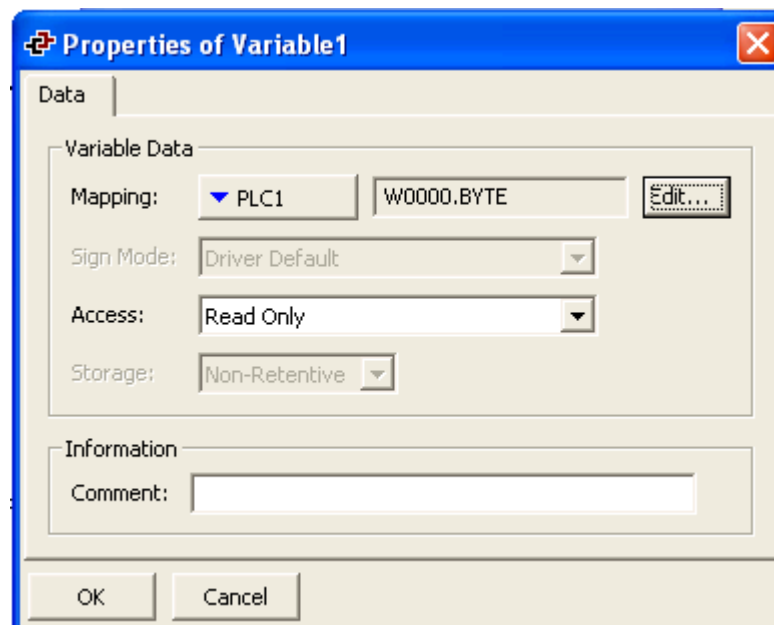 Properties of Variable1
Data
Variable Data
Mapping: PLC1 W0000.BYTE Edit...
Sign Mode: Driver Default
Access: Read Only
Storage: Non-Retentive
Information
Comment:
OK Cancel